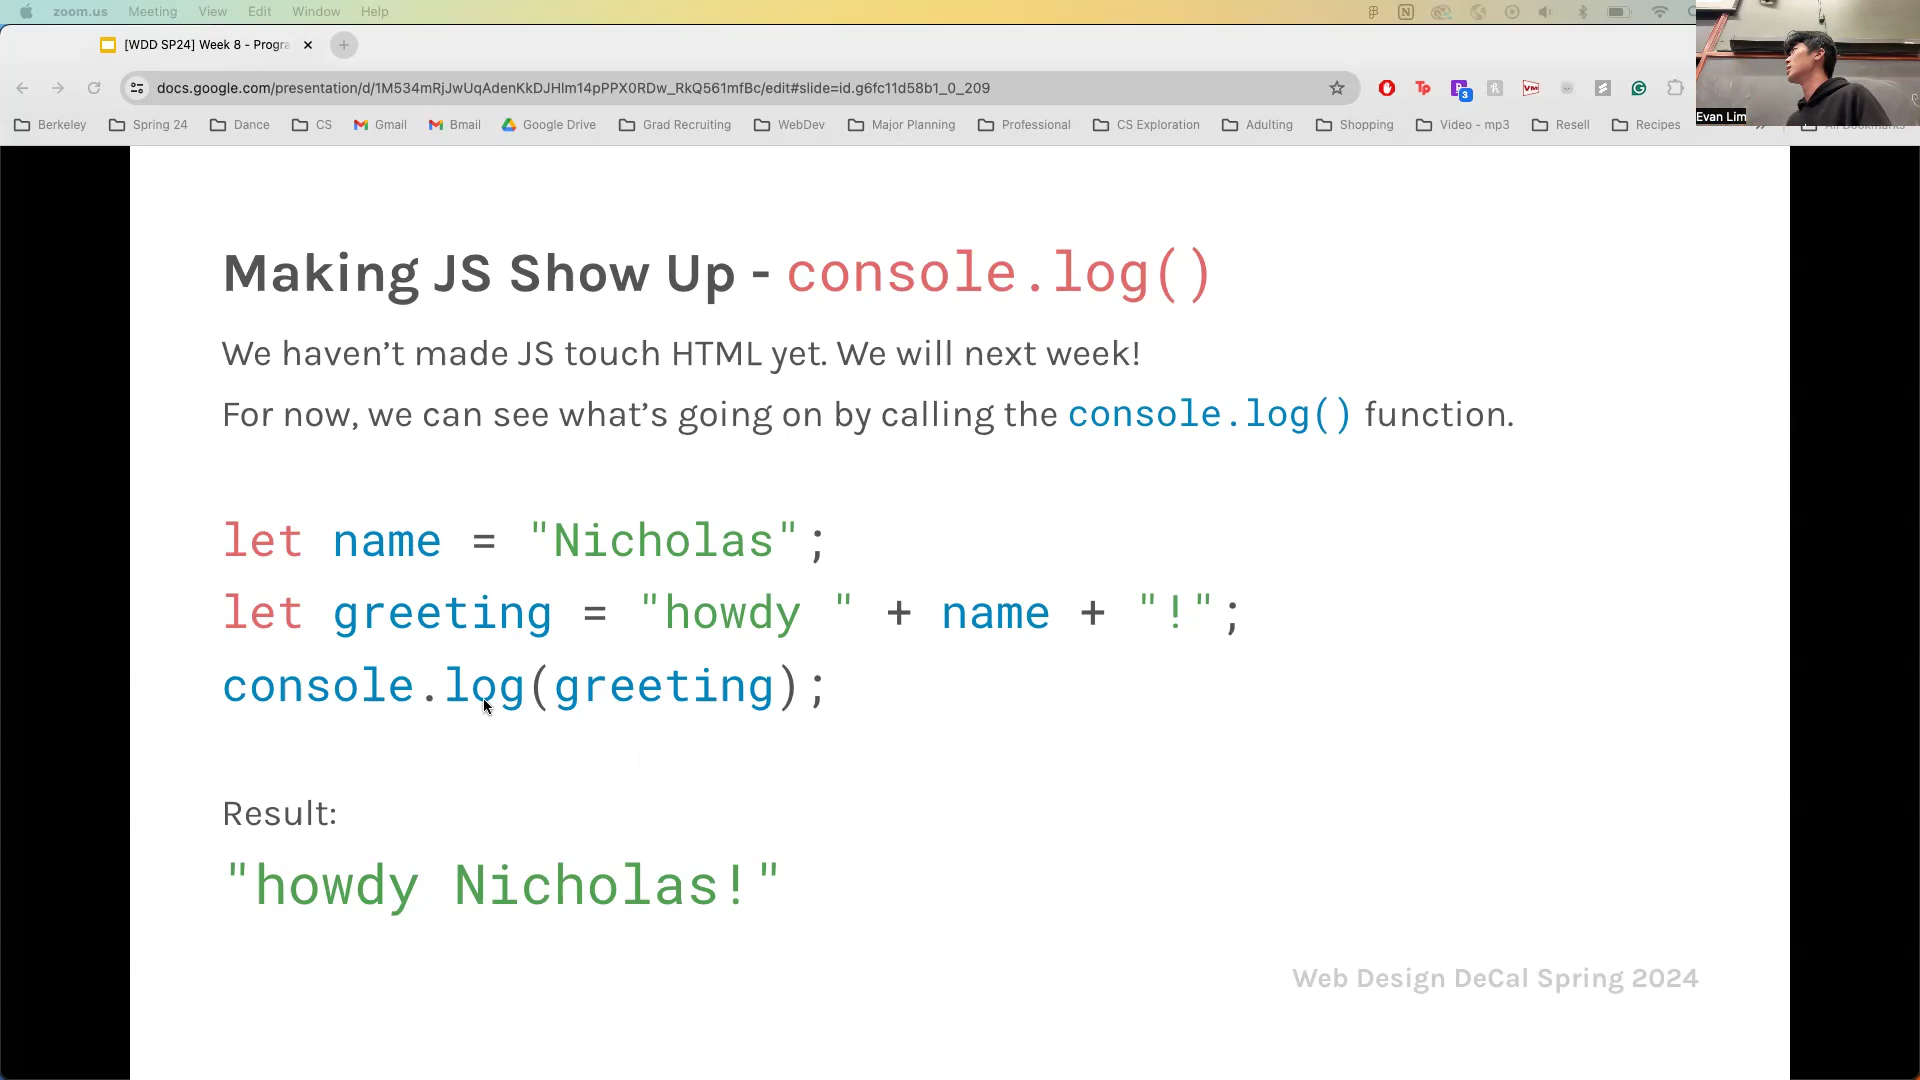 zoom.us Meeting View Edit Window Help
[WDD SP24] Week 8 - Progra
docs.google.com/presentation/d/1M534mRjJwUqAdenKkDJHlm14pPPX0RDw_RkQ561mfBc/edit#slide=id.g6fc11d58b1_0_209
Berkeley Spring 24 Dance CS Gmail Bmail Google Drive Grad Recruiting WebDev Major Planning Professional CS Exploration Adulting Shopping Video - mp3 Resell Recipes All Bookmarks
Evan Lim
Making JS Show Up - console.log()
We haven’t made JS touch HTML yet. We will next week!
For now, we can see what’s going on by calling the console.log() function.
let name = "Nicholas";
let greeting = "howdy " + name + "!";
console.log(greeting);
Result:
"howdy Nicholas!"
Web Design DeCal Spring 2024